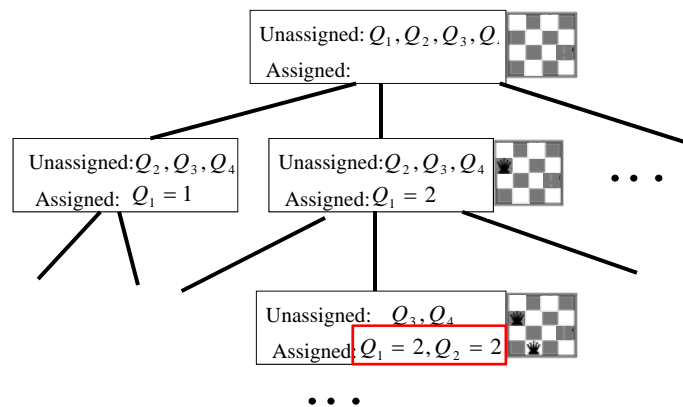 Unassigned: Q₁, Q₂, Q₃, Q
Assigned:
Unassigned: Q₂, Q₃, Q₄
Assigned: Q₁ = 1
Unassigned: Q₂, Q₃, Q₄
Assigned: Q₁ = 2
• • •
Unassigned: Q₃, Q₄
Assigned: Q₁ = 2, Q₂ = 2
• • •